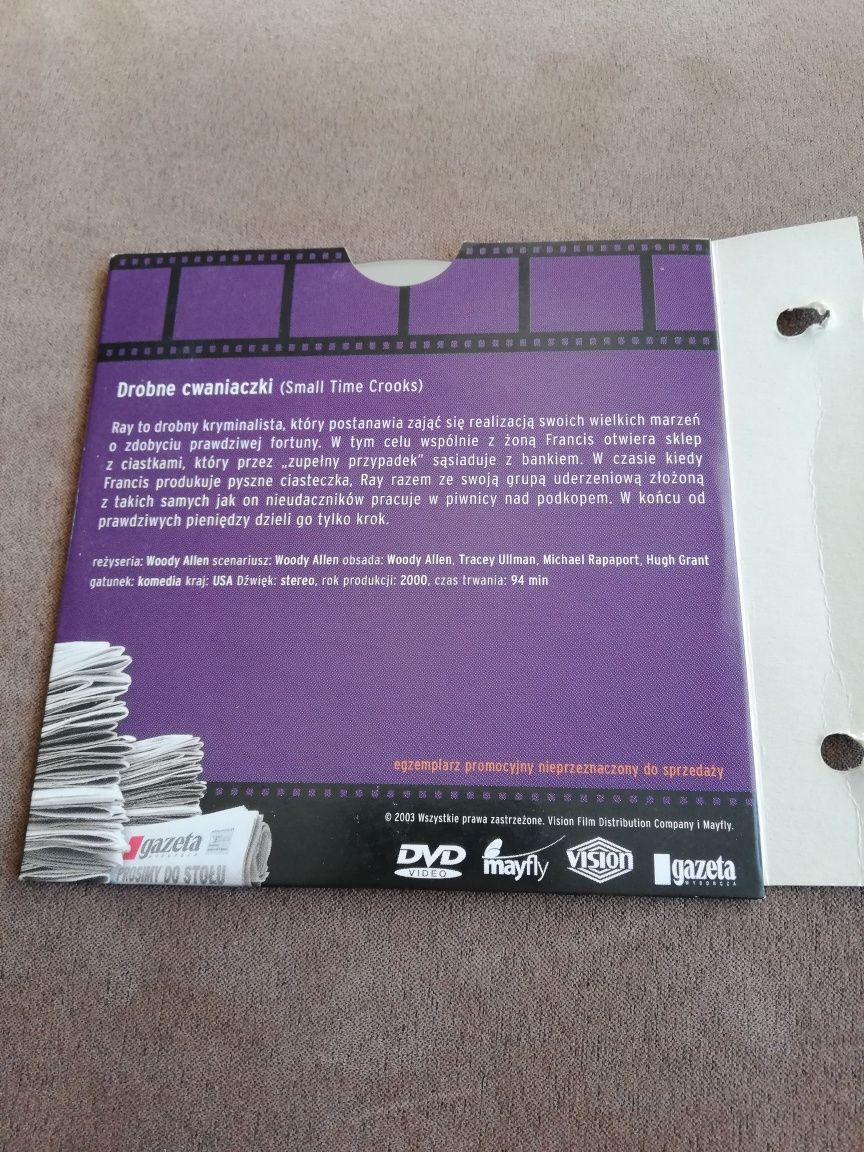 Drobne cwaniaczki (Small Time Crooks)
Ray to drobny kryminalista, który postanawia zająć się realizacją swoich wielkich marzeń
o zdobyciu prawdziwej fortuny. W tym celu wspólnie z żoną Francis otwiera sklep
z ciastkami, który przez „zupełny przypadek" sąsiaduje z bankiem. W czasie kiedy
Francis produkuje pyszne ciasteczka, Ray razem ze swoją grupą uderzeniową złożoną
z takich samych jak on nieudaczników pracuje w piwnicy nad podkopem. W końcu od
prawdziwych pieniędzy dzieli go tylko krok.
reżyseria: Woody Allen scenariusz: Woody Allen obsada: Woody Allen, Tracey Ullman, Michael Rapaport, Hugh Grant
gatunek: komedia kraj: USA Dźwięk: stereo, rok produkcji: 2000, czas trwania: 94 min
egzemplarz promocyjny nieprzeznaczony do sprzedaży
© 2003 Wszystkie prawa zastrzeżone. Vision Film Distribution Company i Mayfly.
gazeta
WYBORCZA
PROSIMY DO STOŁU
DVD
VIDEO
mayfly
VISION
gazeta
WYBORCZA